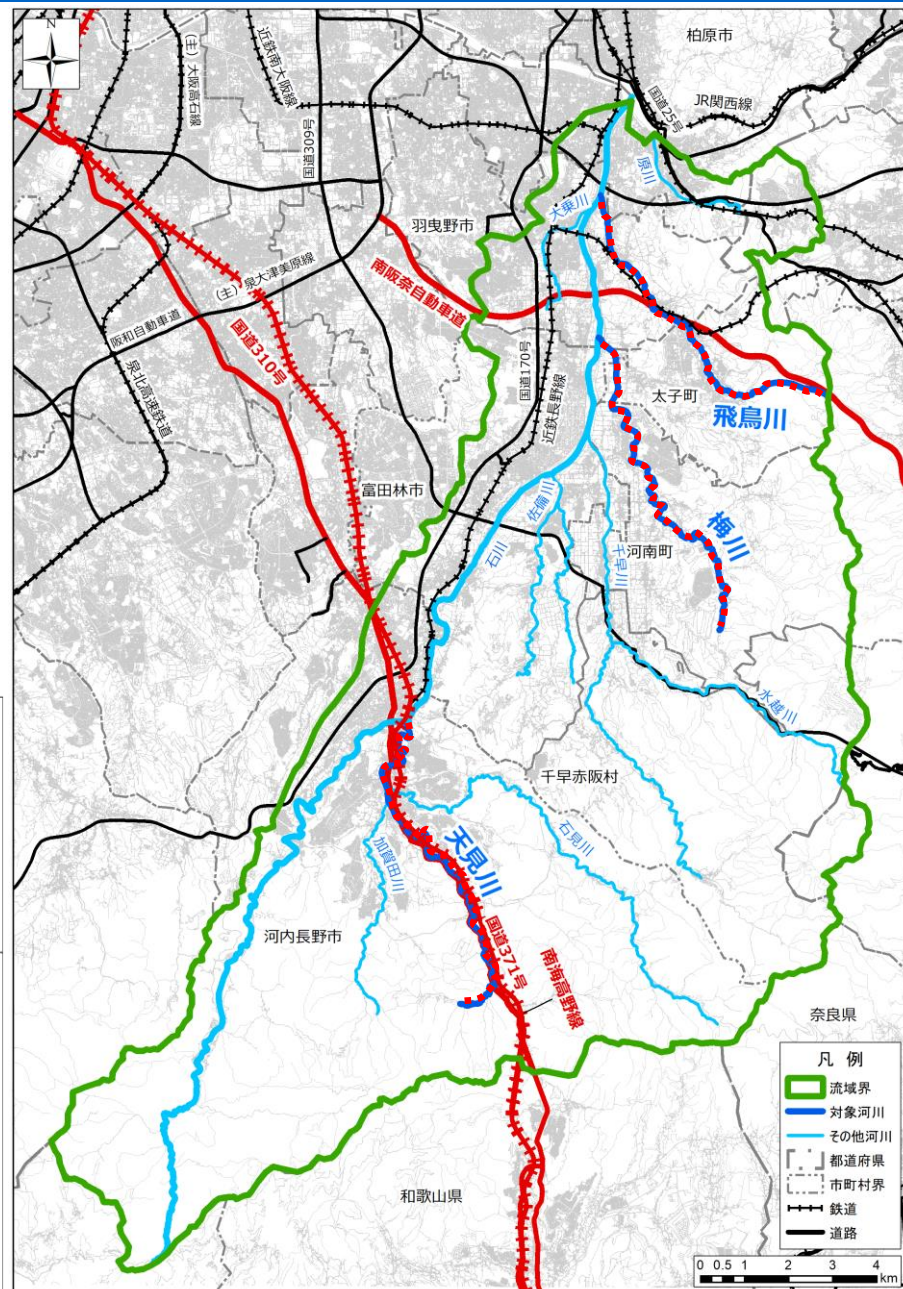 N
柏原市
(主)大阪高石線
近鉄南大阪線
国道309号
国道25号
JR関西線
原川
大乗川
羽曳野市
(主)泉大津美原線
南阪奈自動車道
阪和自動車道
国道310号
泉北高速鉄道
国道170号
近鉄長野線
太子町
飛鳥川
富田林市
佐備川
梅川
石川
千早川
河南町
水越川
千早赤阪村
天見川
石見川
加賀田川
河内長野市
国道371号
南海高野線
奈良県
和歌山県
凡例
流域界
対象河川
その他河川
都道府県
市町村界
鉄道
道路
0 0.5 1 2 3 4
km